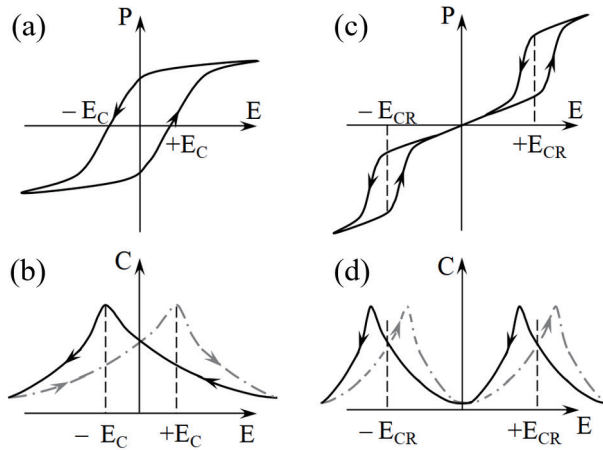 (a)
P
– E_C
+E_C
E
(c)
P
– E_CR
+E_CR
E
(b)
C
– E_C
+E_C
E
(d)
C
– E_CR
+E_CR
E